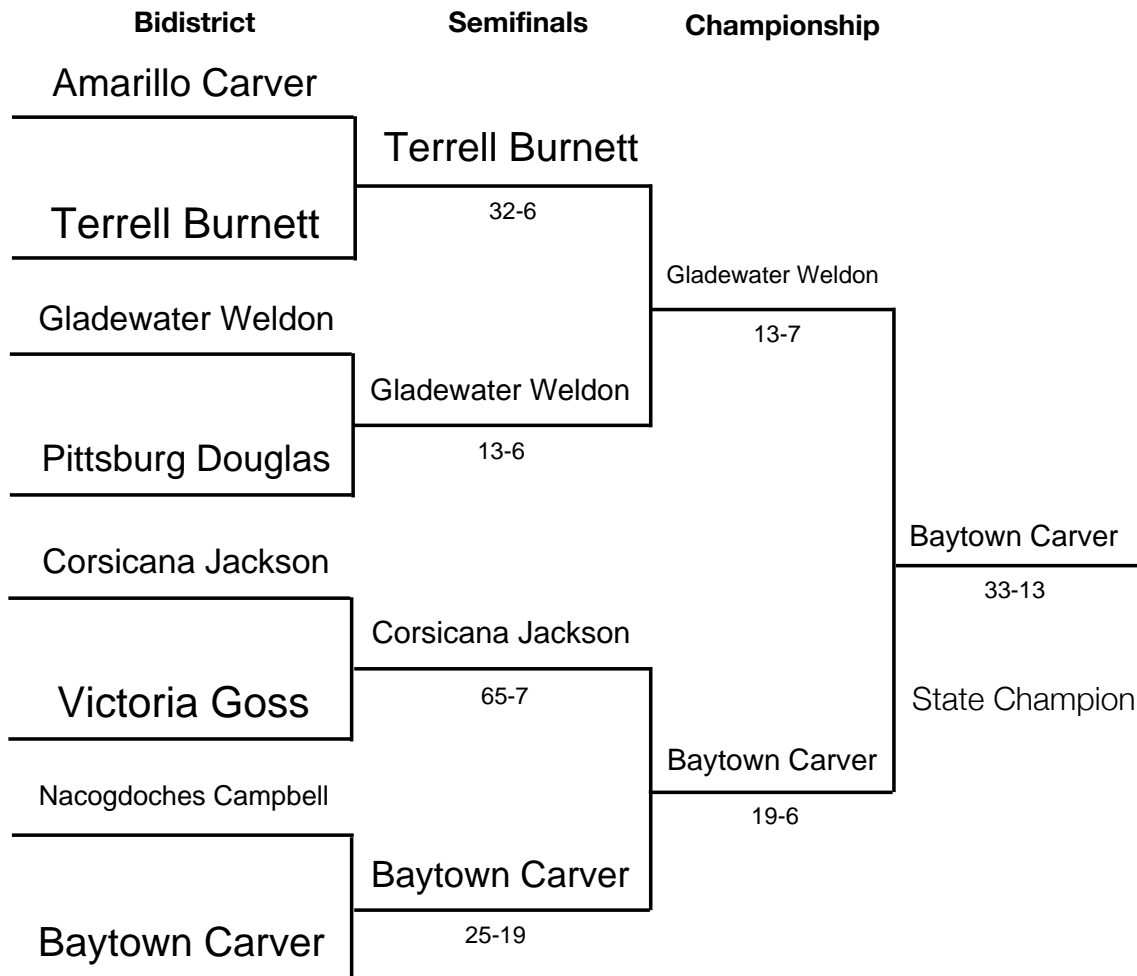 Bidistrict Semifinals Championship
Amarillo Carver
Terrell Burnett
32-6
Terrell Burnett
Gladewater Weldon
13-7
Gladewater Weldon
Gladewater Weldon
13-6
Pittsburg Douglas
Baytown Carver
33-13
Corsicana Jackson
Corsicana Jackson
65-7
Victoria Goss
State Champion
Baytown Carver
19-6
Nacogdoches Campbell
Baytown Carver
25-19
Baytown Carver